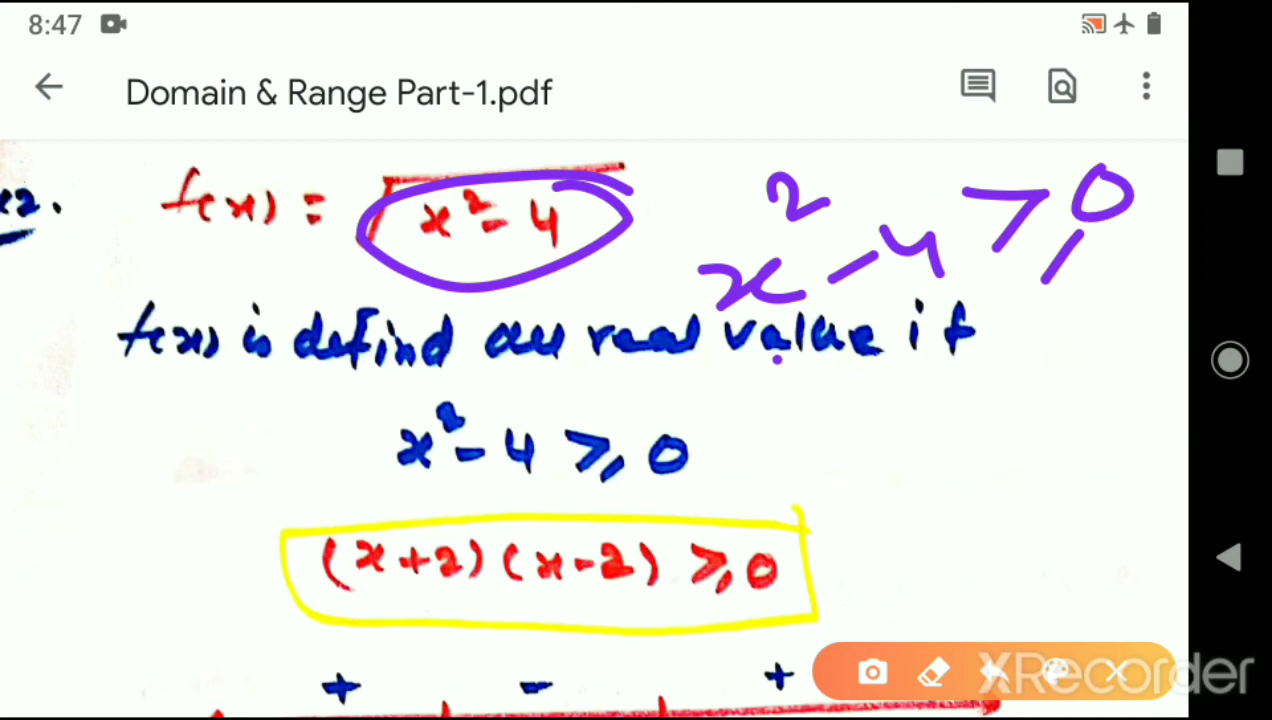 8:47
Domain & Range Part-1.pdf
f(x) = √x²-4
x²-4 ≥ 0
f(x) is defind all real value if
x²-4 ≥ 0
(x+2) (x-2) ≥ 0
+ - +
XRecorder